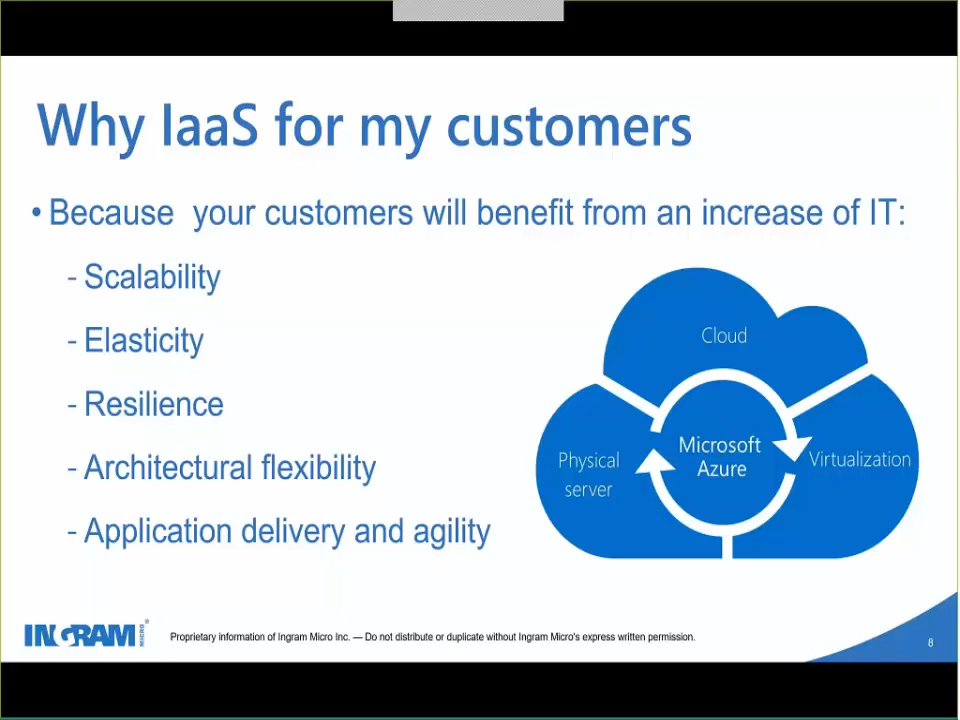 Why IaaS for my customers
• Because  your customers will benefit from an increase of IT:
- Scalability
- Elasticity
- Resilience
- Architectural flexibility
- Application delivery and agility
Cloud
Microsoft
Azure
Physical
server
Virtualization
INGRAM MICRO ®
Proprietary information of Ingram Micro Inc. — Do not distribute or duplicate without Ingram Micro's express written permission.
8